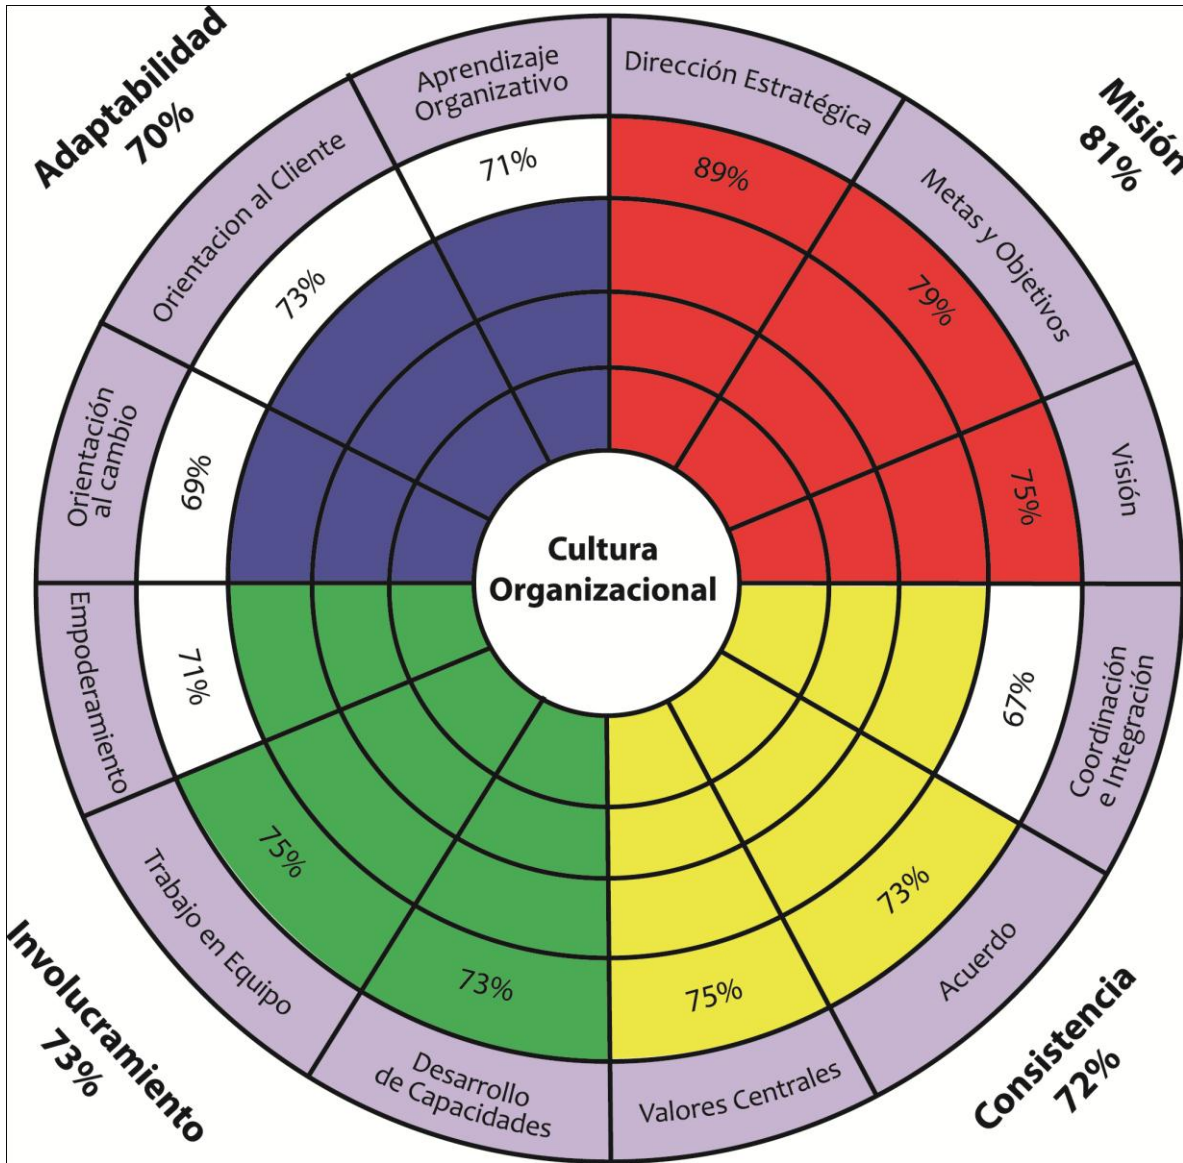 Adaptabilidad
70%
Misión
81%
Aprendizaje
Organizativo
71%
Dirección Estratégica
89%
Orientacion al Cliente
73%
Metas y Objetivos
79%
Orientación
al cambio
69%
Visión
75%
Cultura
Organizacional
Empoderamiento
71%
Coordinación
e Integración
67%
Trabajo en Equipo
75%
Acuerdo
73%
Desarrollo
de Capacidades
73%
Valores Centrales
75%
Involucramiento
73%
Consistencia
72%